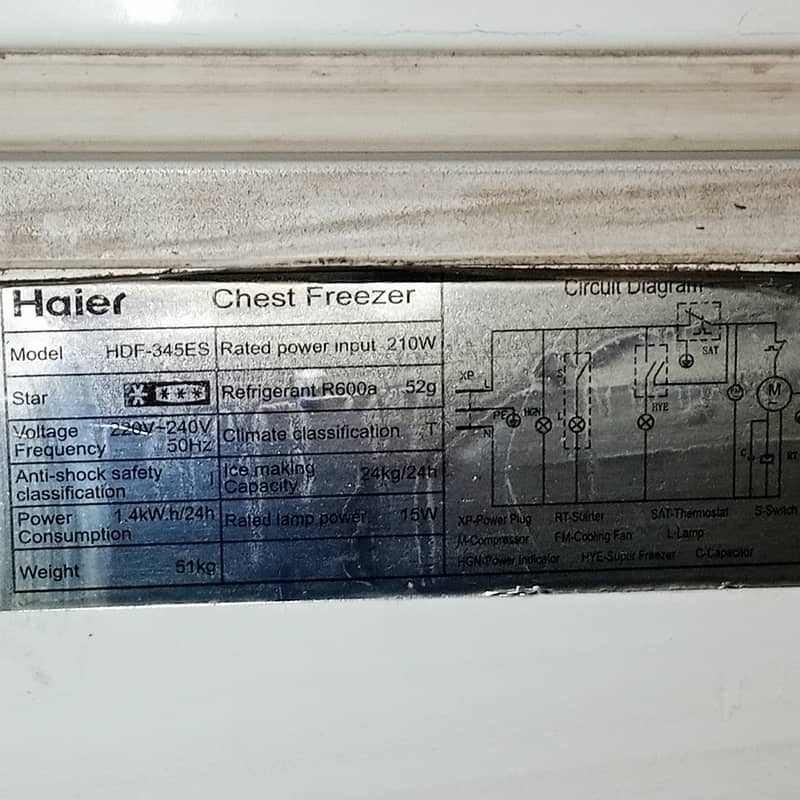 Haier Chest Freezer
Circuit Diagram
Model HDF-345ES
Rated power input 210W
Star
Refrigerant R600a 52g
Voltage 220V~240V
Frequency 50Hz
Climate classification T
Anti-shock safety
classification I
Ice making
Capacity 24kg/24h
Power 1.4kW.h/24h
Consumption
Rated lamp power 15W
Weight 51kg
XP
L
PE
N
HGN
L
HYE
SAT
M
C
RT
XP-Power Plug RT-Starter SAT-Thermostat S-Switch
M-Compressor FM-Cooling Fan L-Lamp
HGN-Power Indicator HYE-Super Freezer C-Capacitor